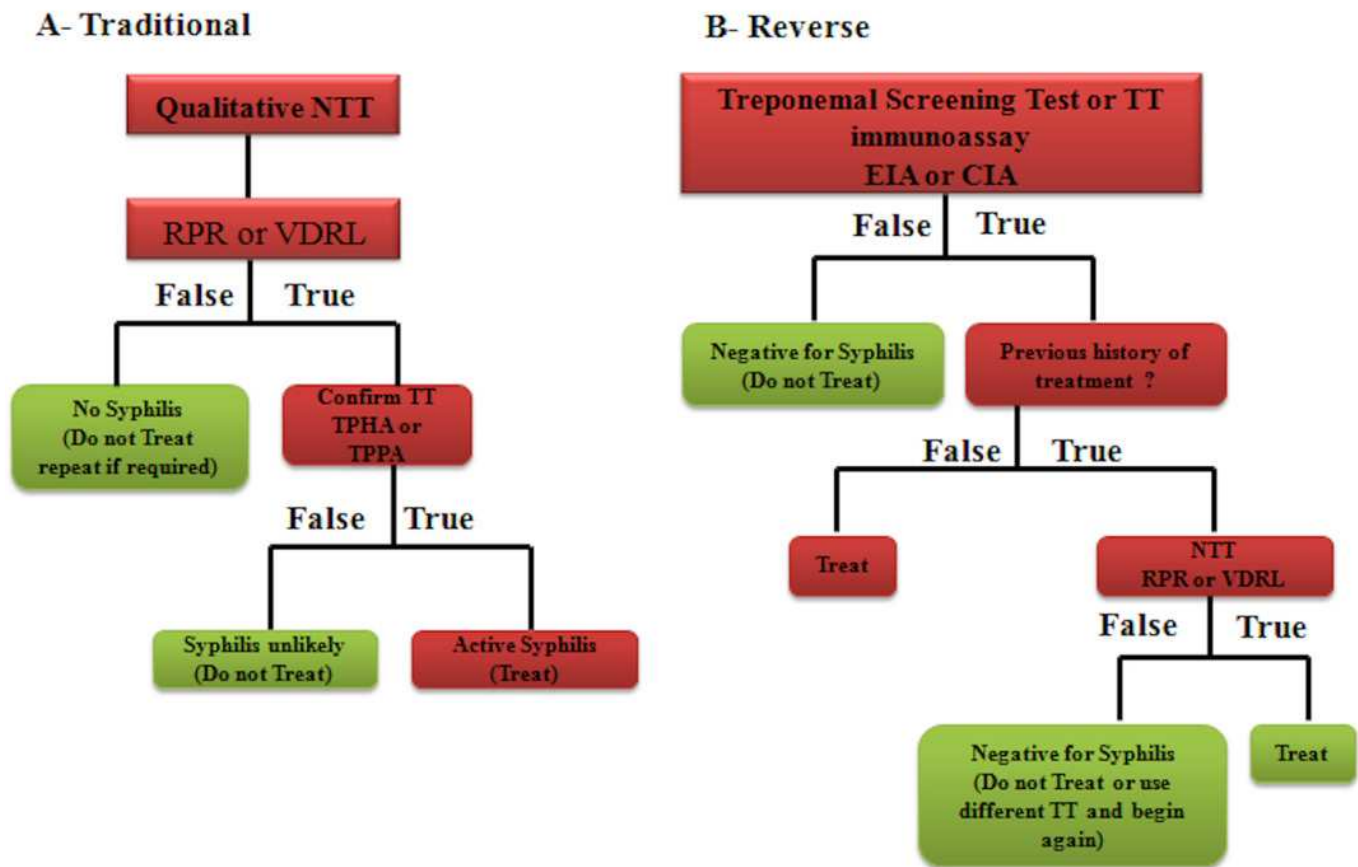 A- Traditional
Qualitative NTT
RPR or VDRL
False
True
No Syphilis
(Do not Treat
repeat if required)
Confirm TT
TPHA or
TPPA
False
True
Syphilis unlikely
(Do not Treat)
Active Syphilis
(Treat)
B- Reverse
Treponemal Screening Test or TT
immunoassay
EIA or CIA
False
True
Negative for Syphilis
(Do not Treat)
Previous history of
treatment ?
False
True
Treat
NTT
RPR or VDRL
False
True
Negative for Syphilis
(Do not Treat or use
different TT and begin
again)
Treat